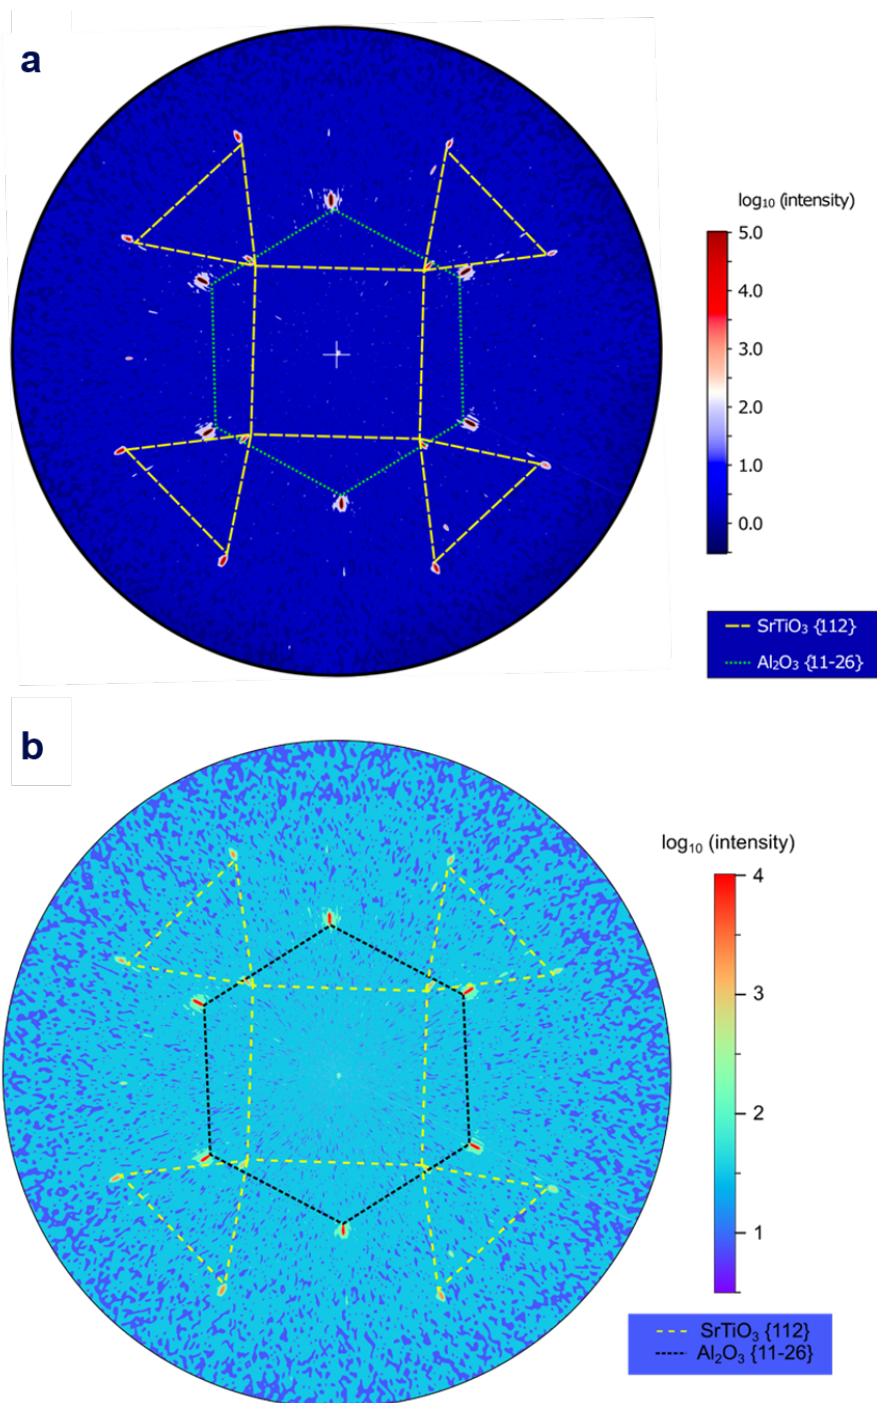 a
log₁₀ (intensity)
5.0
4.0
3.0
2.0
1.0
0.0
SrTiO₃ {112}
Al₂O₃ {11-26}
b
log₁₀ (intensity)
4
3
2
1
SrTiO₃ {112}
Al₂O₃ {11-26}